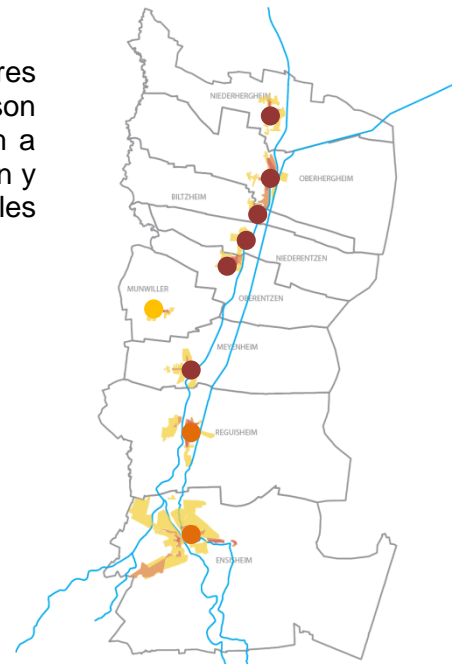 res
son
n a
n y
les
NIEDERHERGHEIM
OBERHERGHEIM
BILTZHEIM
NIEDERENTZEN
OBERENTZEN
MUNWILLER
MEYENHEIM
REGUISHEIM
ENSISHEIM